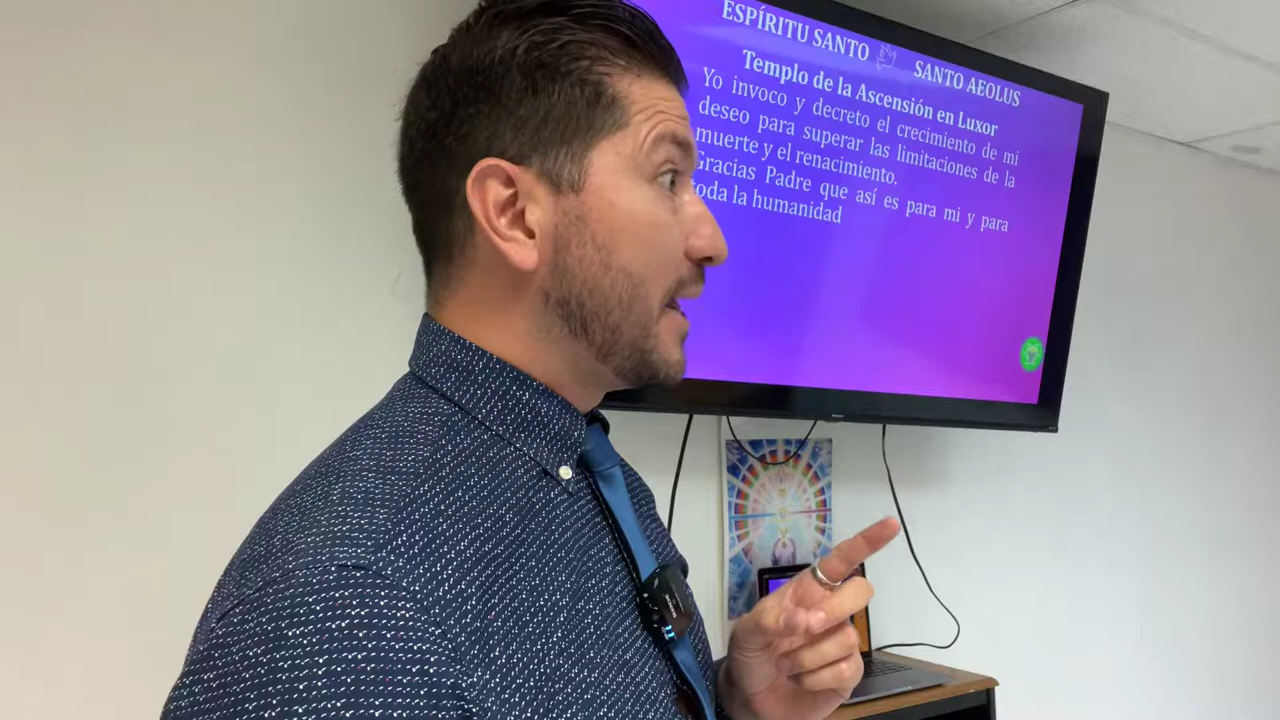 ESPÍRITU SANTO SANTO AEOLUS
Templo de la Ascensión en Luxor
Yo invoco y decreto el crecimiento de mi
deseo para superar las limitaciones de la
muerte y el renacimiento.
Gracias Padre que así es para mi y para
toda la humanidad